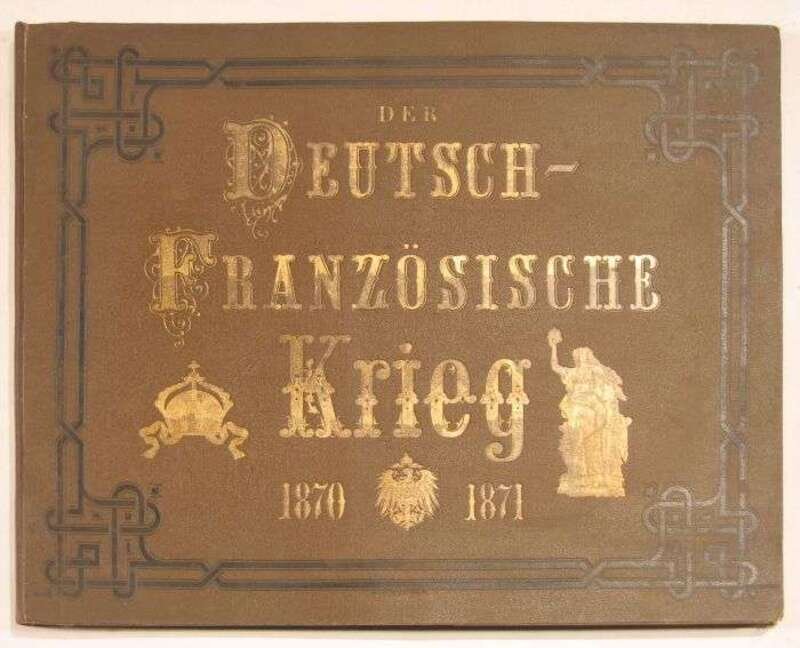 DER
DEUTSCH-
FRANZÖSISCHE
Krieg
1870 1871